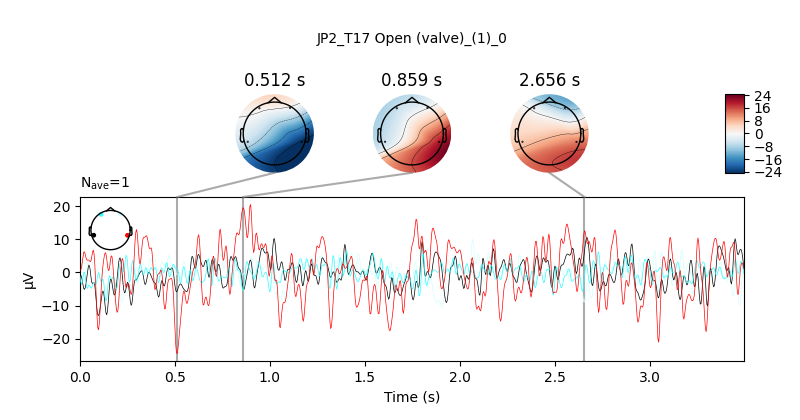 JP2_T17 Open (valve)_(1)_0
0.512 s 0.859 s 2.656 s
24
16
8
0
−8
−16
−24
Nave=1
20
10
0
−10
−20
µV
0.0 0.5 1.0 1.5 2.0 2.5 3.0
Time (s)